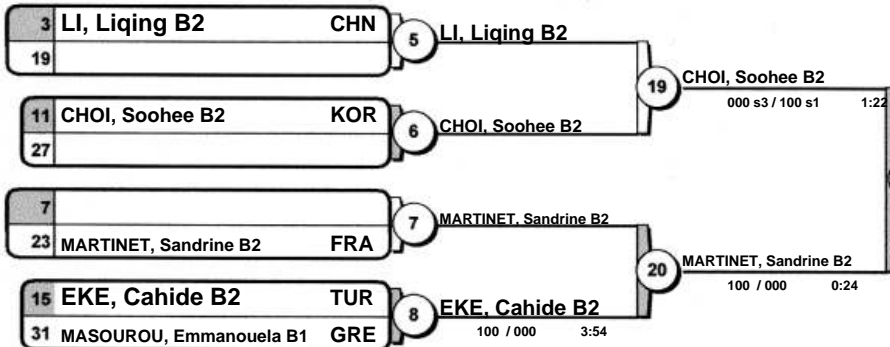 3 LI, Liqing B2 CHN
19
5 LI, Liqing B2
11 CHOI, Soohee B2 KOR
27
6 CHOI, Soohee B2
19 CHOI, Soohee B2
000 s3 / 100 s1 1:22
7
23 MARTINET, Sandrine B2 FRA
7 MARTINET, Sandrine B2
15 EKE, Cahide B2 TUR
31 MASOUROU, Emmanouela B1 GRE
8 EKE, Cahide B2
100 / 000 3:54
20 MARTINET, Sandrine B2
100 / 000 0:24